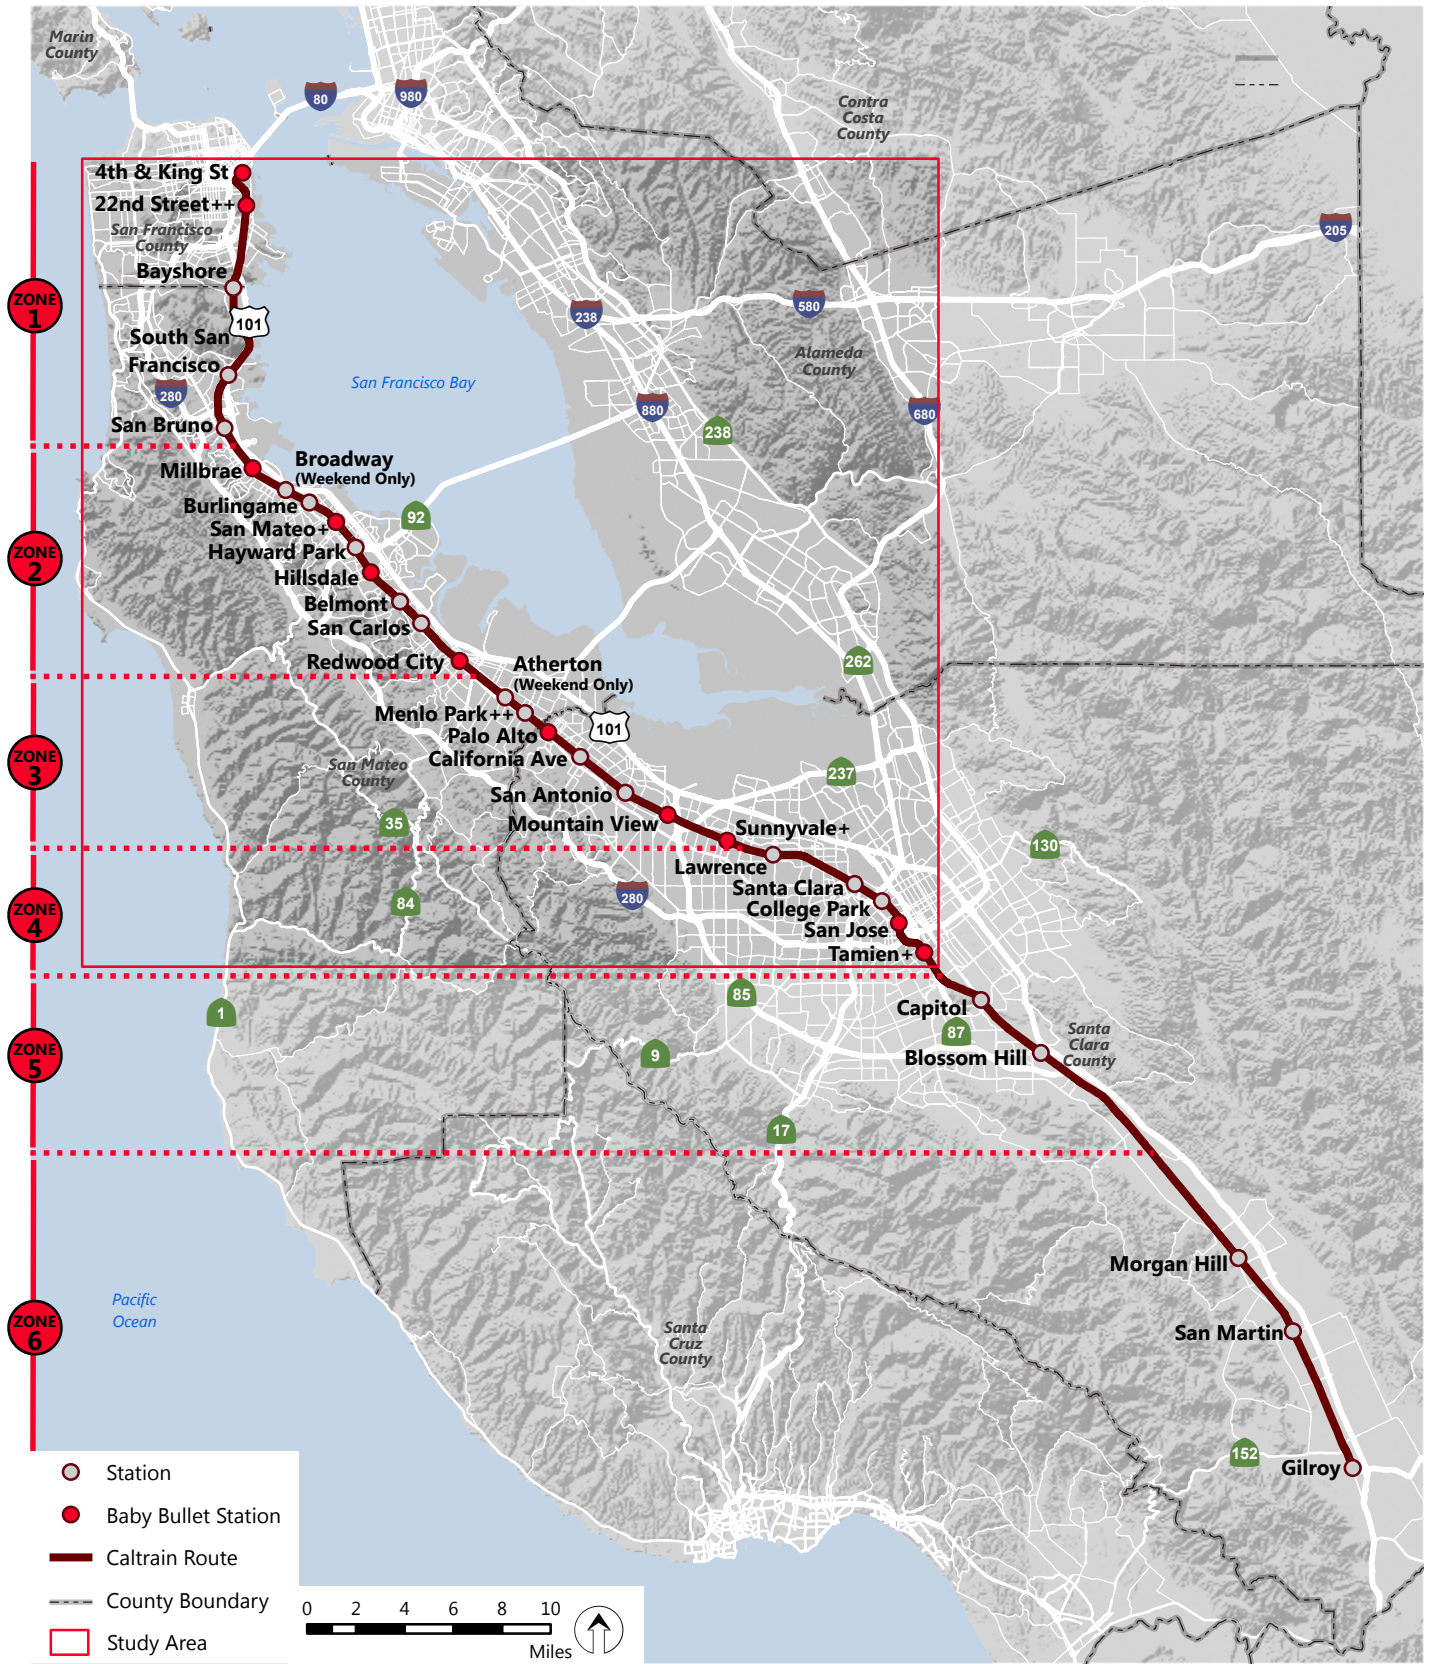 Marin
County
80
980
Contra
Costa
County
4th & King St
22nd Street++
San Francisco
County
205
Bayshore
ZONE
1
101
238
580
South San
Francisco
Alameda
County
San Francisco Bay
280
880
680
San Bruno
238
Broadway
(Weekend Only)
Millbrae
Burlingame
92
San Mateo+
Hayward Park
ZONE
2
Hillsdale
Belmont
San Carlos
Redwood City
Atherton
(Weekend Only)
262
Menlo Park++
101
Palo Alto
California Ave
ZONE
3
San Mateo
County
237
San Antonio
Mountain View
35
Sunnyvale+
130
Lawrence
Santa Clara
280
84
College Park
ZONE
4
San Jose
Tamien+
85
Capitol
1
87
Santa
Clara
County
ZONE
5
9
Blossom Hill
17
Morgan Hill
Pacific
Ocean
ZONE
6
San Martin
Santa
Cruz
County
152
Gilroy
Station
Baby Bullet Station
Caltrain Route
County Boundary
Study Area
0 2 4 6 8 10
Miles